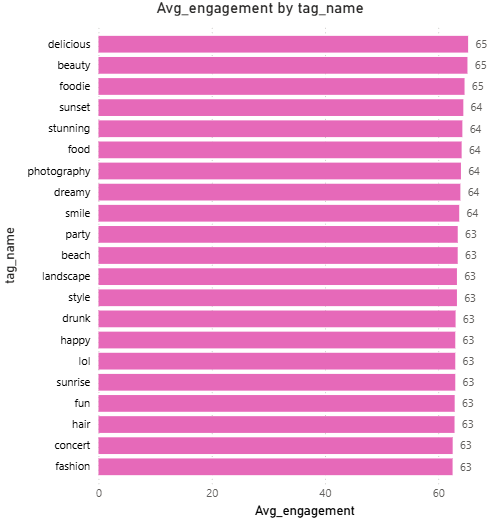 Avg_engagement by tag_name
delicious 65
beauty 65
foodie 65
sunset 64
stunning 64
food 64
photography 64
dreamy 64
smile 64
party 63
beach 63
landscape 63
style 63
drunk 63
happy 63
lol 63
sunrise 63
fun 63
hair 63
concert 63
fashion 63
tag_name
0 20 40 60
Avg_engagement